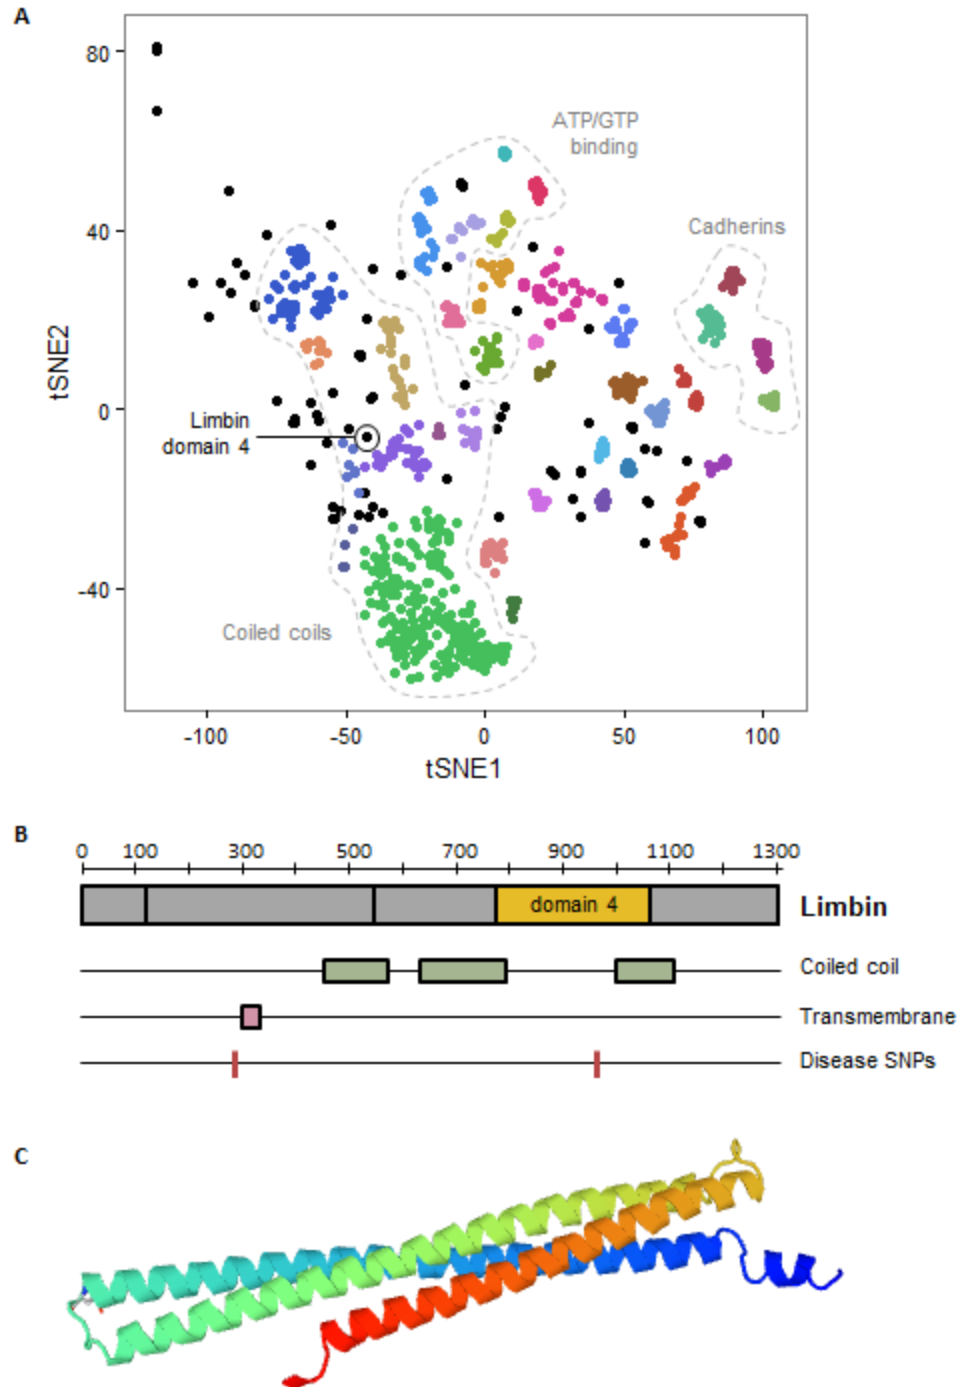 A
80
40
0
-40
tSNE2
ATP/GTP
binding
Cadherins
Limbin
domain 4
Coiled coils
-100 -50 0 50 100
tSNE1
B
0 100 300 500 700 900 1100 1300
domain 4 Limbin
Coiled coil
Transmembrane
Disease SNPs
C